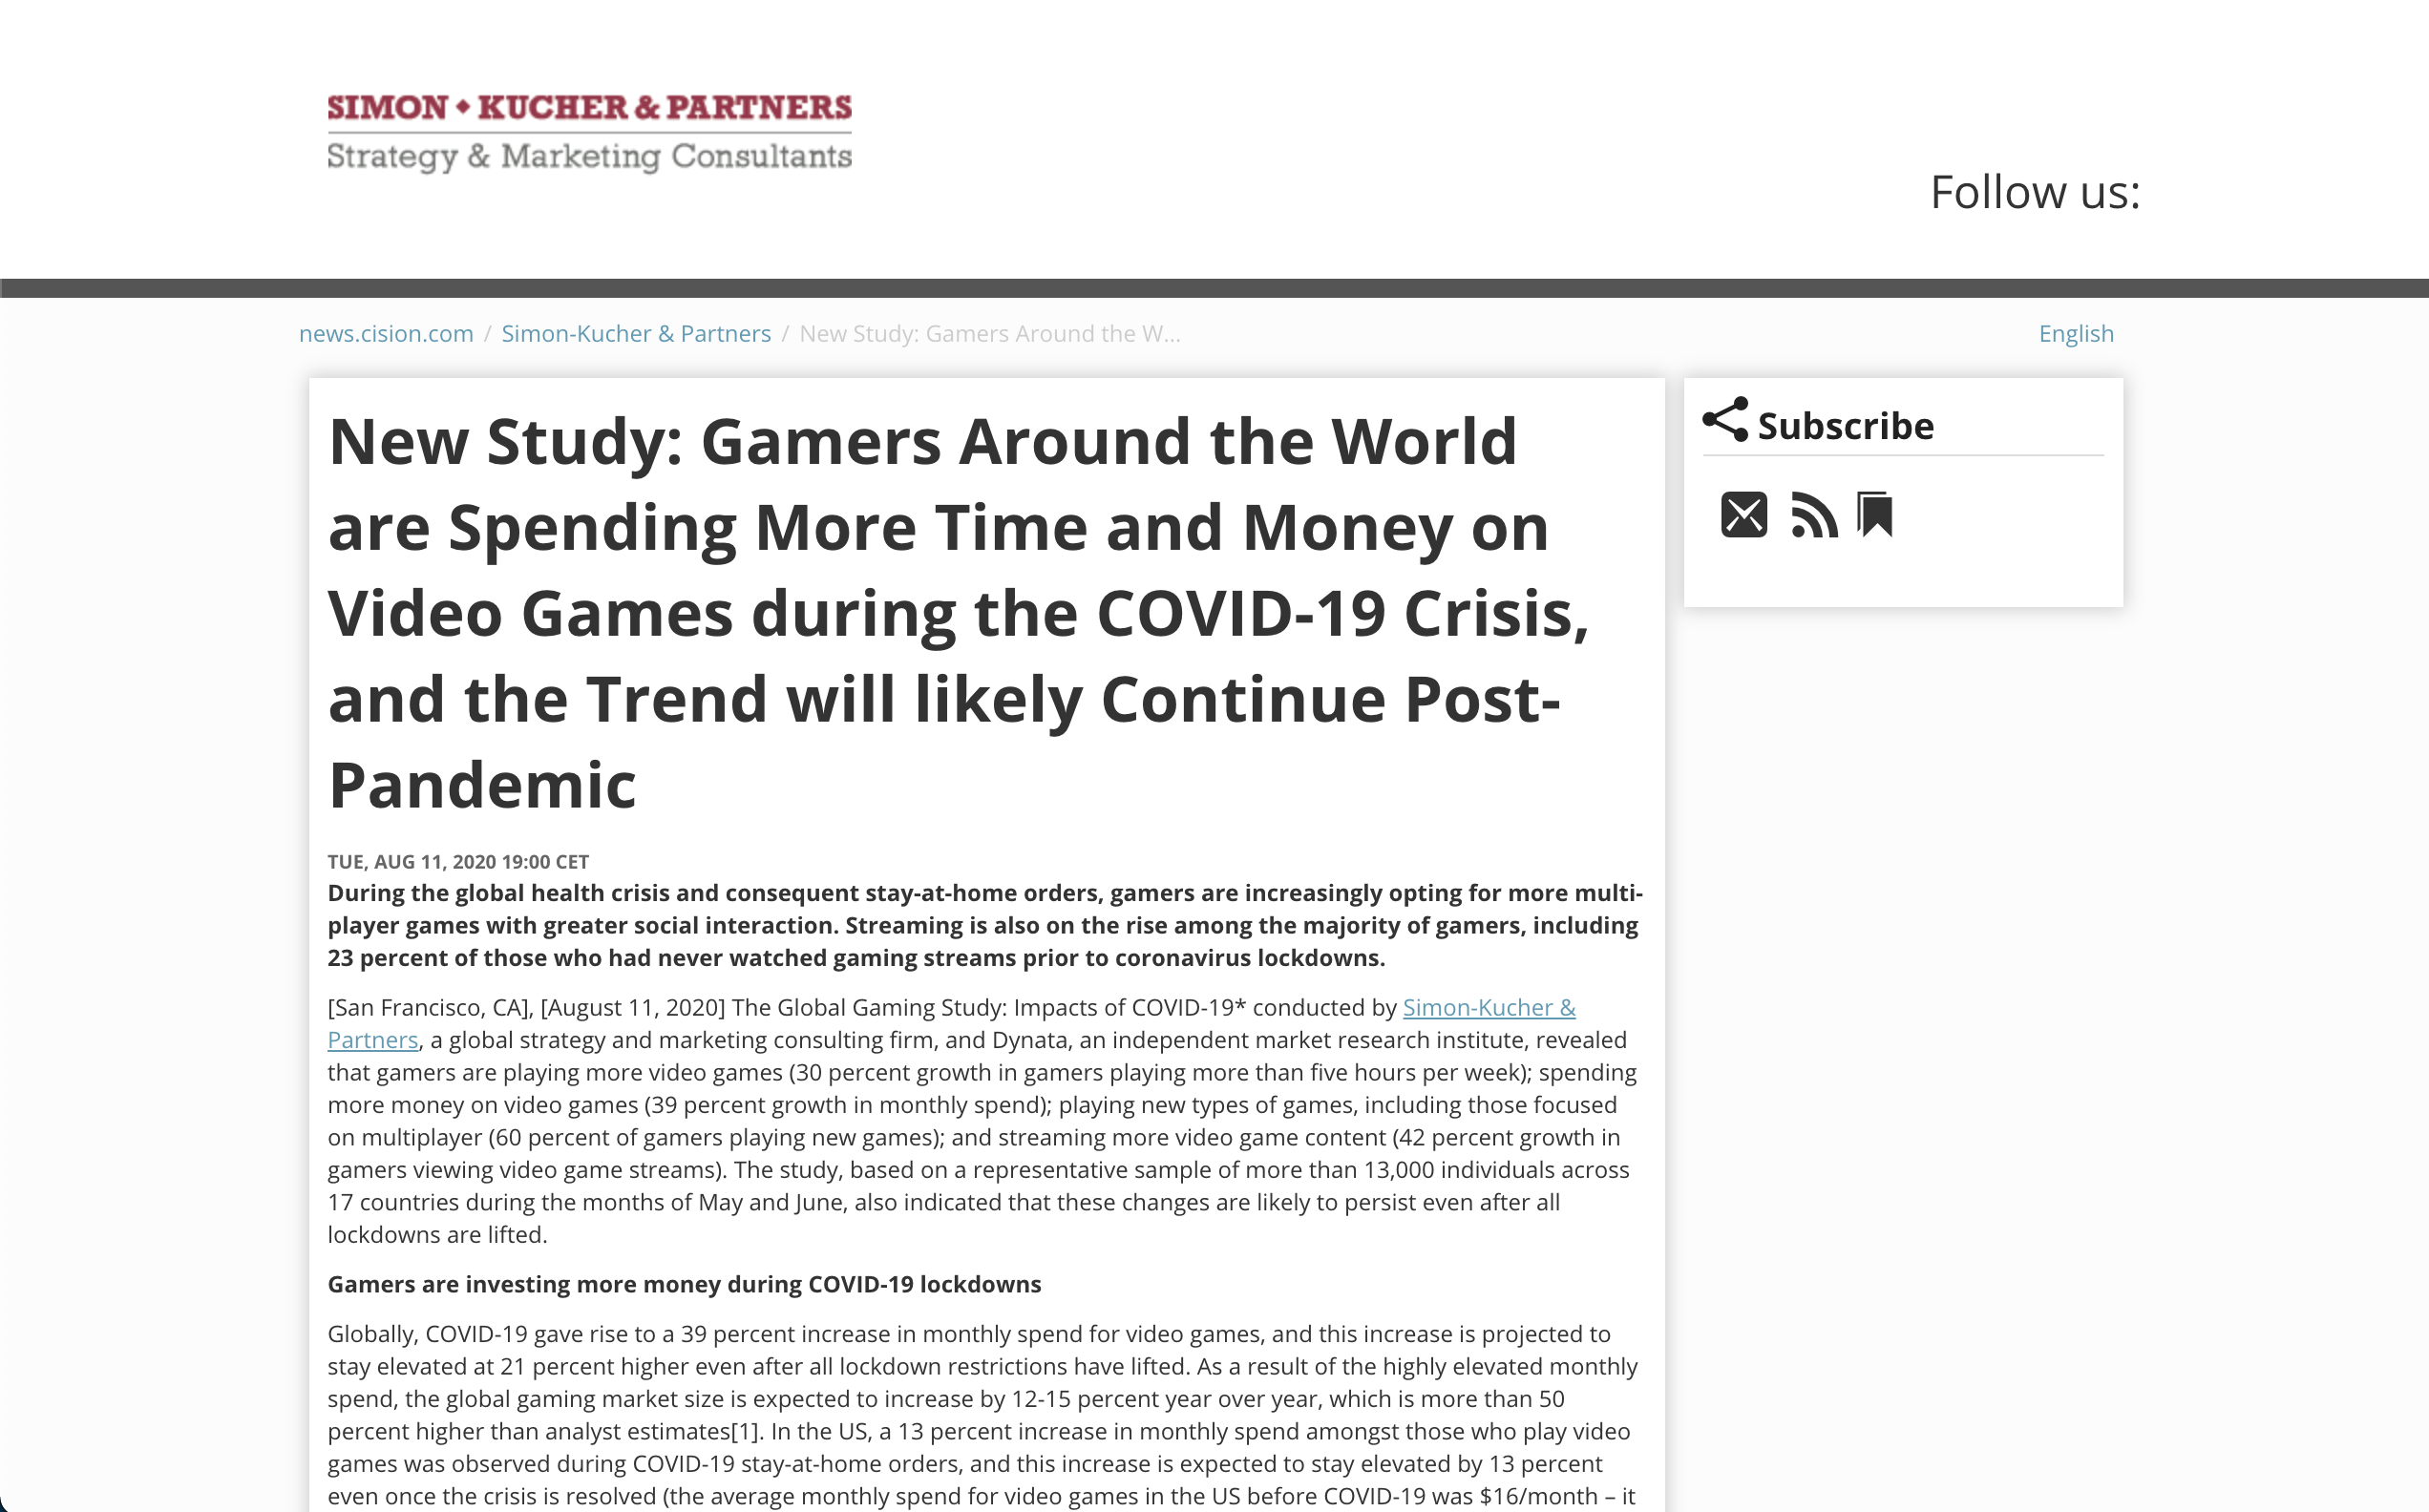 SIMON ◆ KUCHER & PARTNERS
Strategy & Marketing Consultants
Follow us:
news.cision.com / Simon-Kucher & Partners / New Study: Gamers Around the W...
English
New Study: Gamers Around the World
are Spending More Time and Money on
Video Games during the COVID-19 Crisis,
and the Trend will likely Continue Post-
Pandemic
TUE, AUG 11, 2020 19:00 CET
During the global health crisis and consequent stay-at-home orders, gamers are increasingly opting for more multi-
player games with greater social interaction. Streaming is also on the rise among the majority of gamers, including
23 percent of those who had never watched gaming streams prior to coronavirus lockdowns.
[San Francisco, CA], [August 11, 2020] The Global Gaming Study: Impacts of COVID-19* conducted by Simon-Kucher &
Partners, a global strategy and marketing consulting firm, and Dynata, an independent market research institute, revealed
that gamers are playing more video games (30 percent growth in gamers playing more than five hours per week); spending
more money on video games (39 percent growth in monthly spend); playing new types of games, including those focused
on multiplayer (60 percent of gamers playing new games); and streaming more video game content (42 percent growth in
gamers viewing video game streams). The study, based on a representative sample of more than 13,000 individuals across
17 countries during the months of May and June, also indicated that these changes are likely to persist even after all
lockdowns are lifted.
Gamers are investing more money during COVID-19 lockdowns
Globally, COVID-19 gave rise to a 39 percent increase in monthly spend for video games, and this increase is projected to
stay elevated at 21 percent higher even after all lockdown restrictions have lifted. As a result of the highly elevated monthly
spend, the global gaming market size is expected to increase by 12-15 percent year over year, which is more than 50
percent higher than analyst estimates[1]. In the US, a 13 percent increase in monthly spend amongst those who play video
games was observed during COVID-19 stay-at-home orders, and this increase is expected to stay elevated by 13 percent
even once the crisis is resolved (the average monthly spend for video games in the US before COVID-19 was $16/month – it
Subscribe